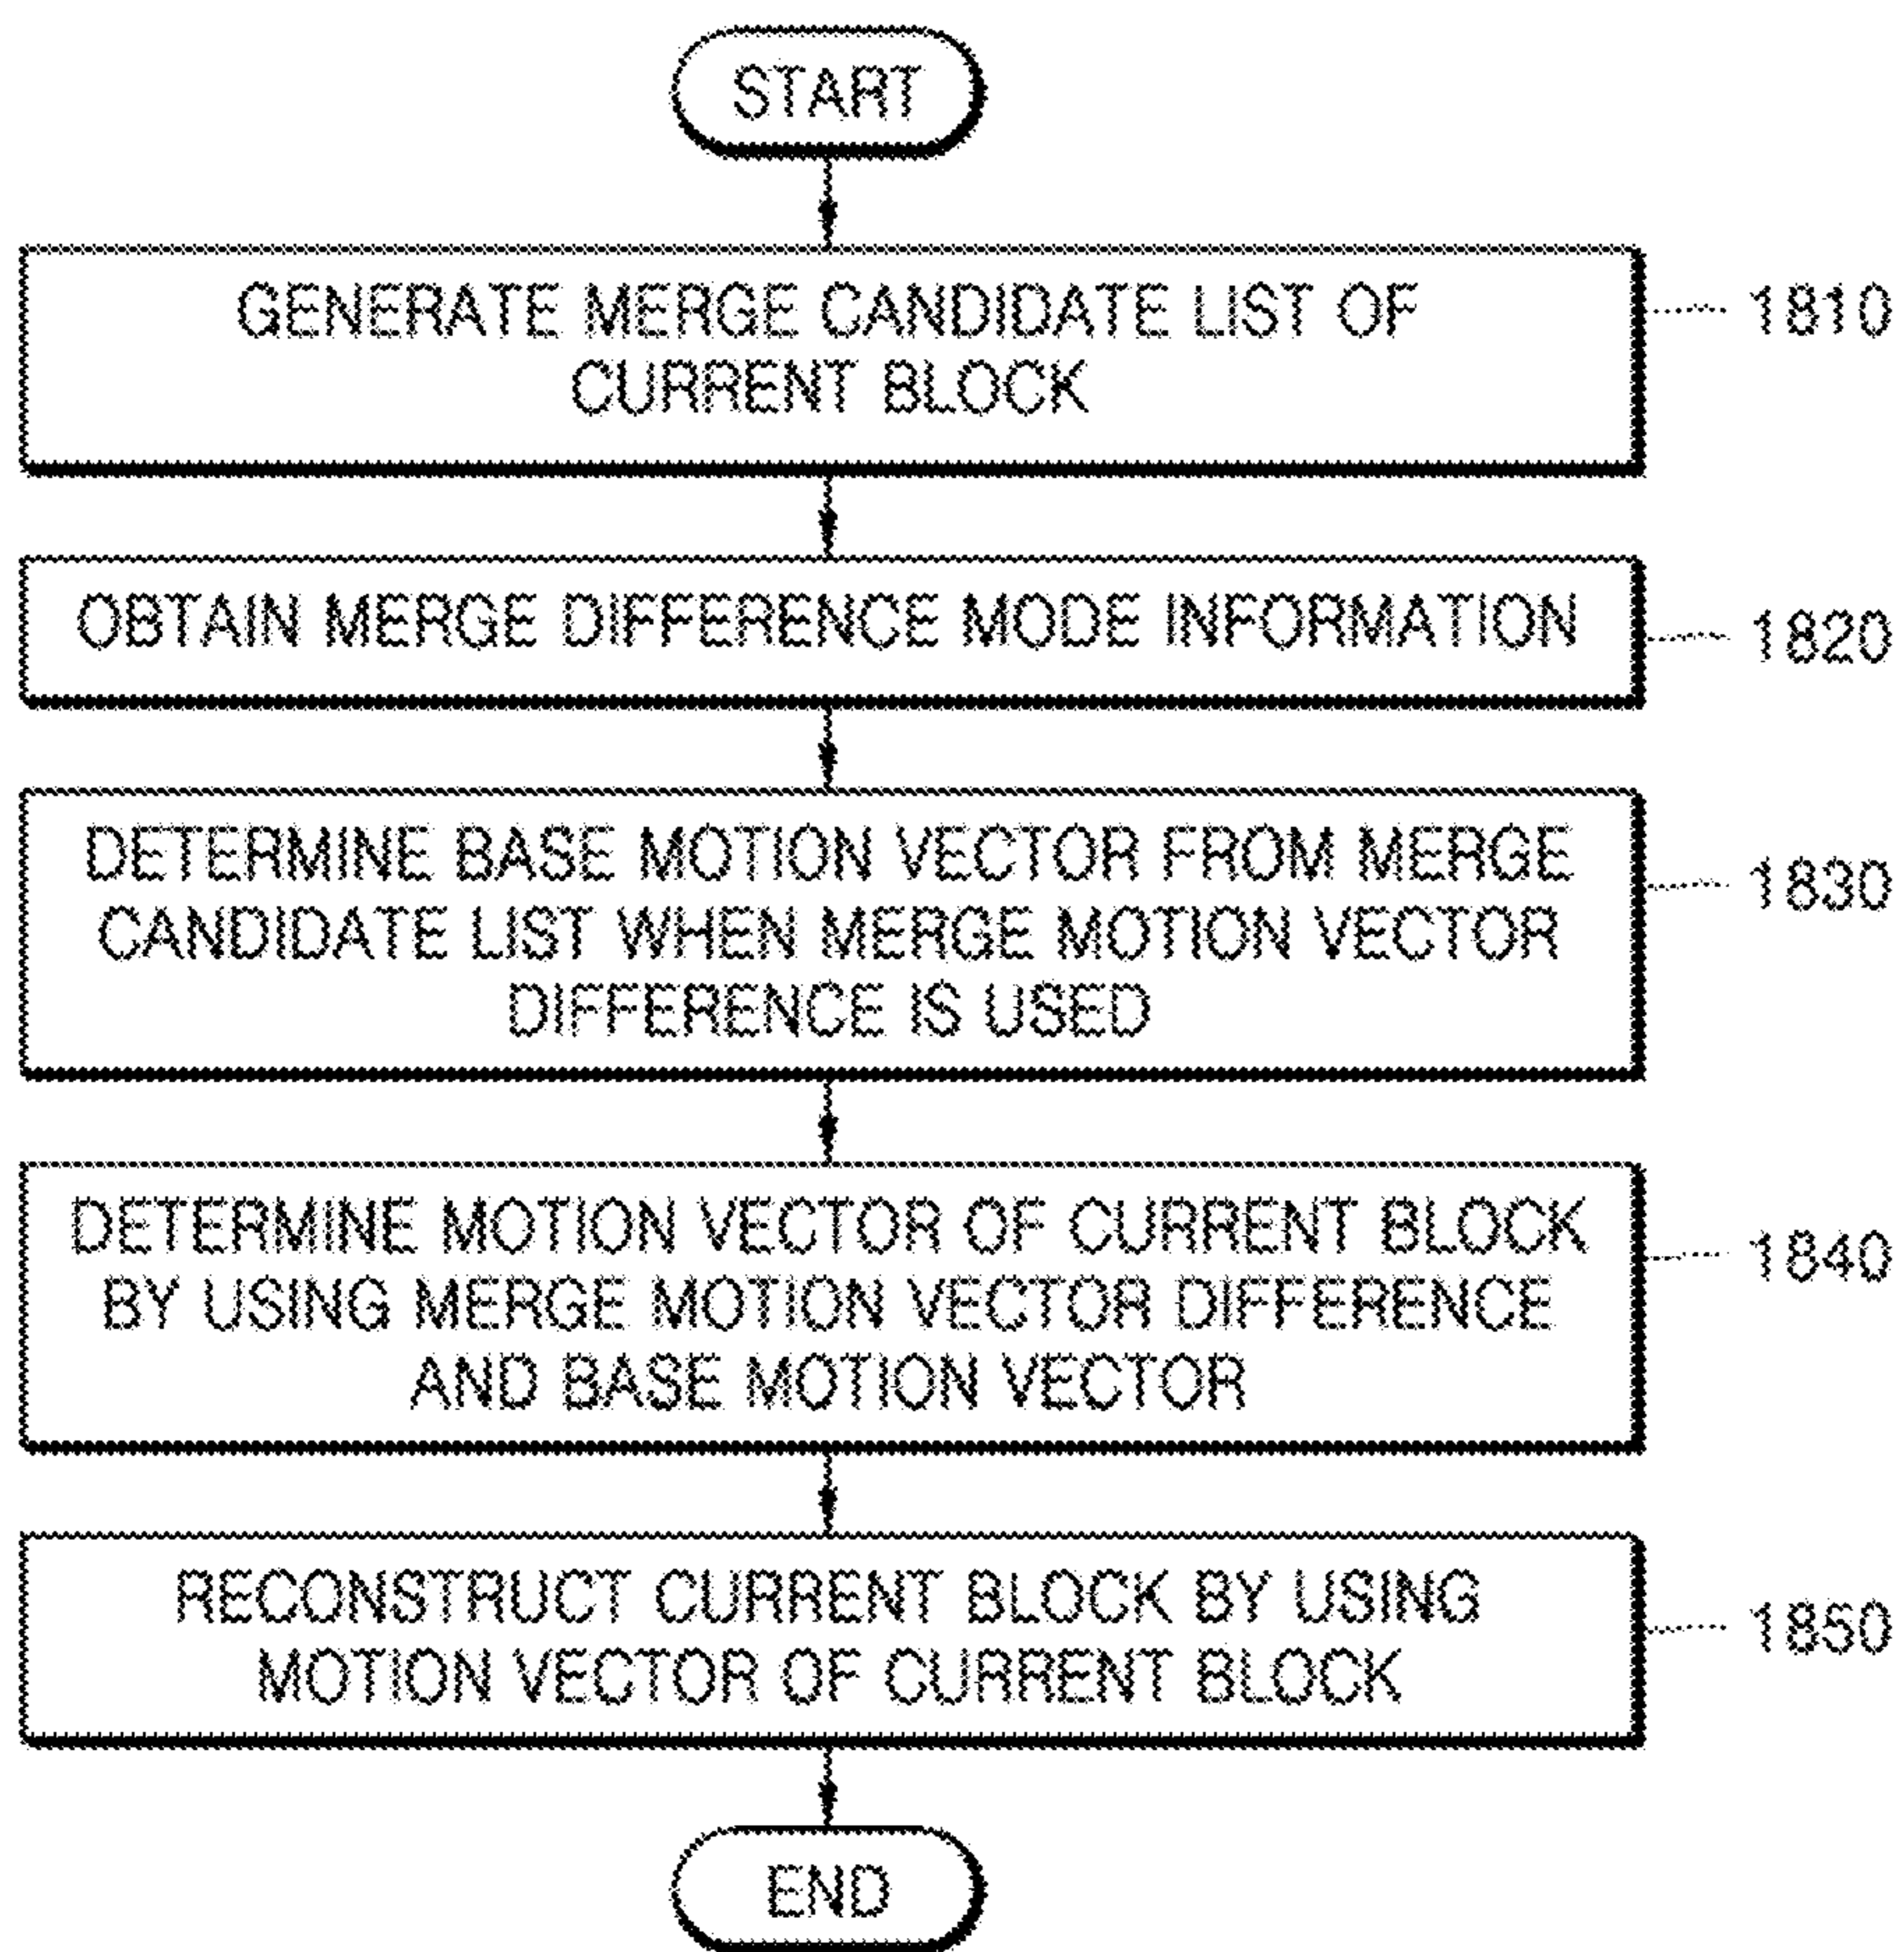 START
GENERATE MERGE CANDIDATE LIST OF
CURRENT BLOCK
1810
OBTAIN MERGE DIFFERENCE MODE INFORMATION
1820
DETERMINE BASE MOTION VECTOR FROM MERGE
CANDIDATE LIST WHEN MERGE MOTION VECTOR
DIFFERENCE IS USED
1830
DETERMINE MOTION VECTOR OF CURRENT BLOCK
BY USING MERGE MOTION VECTOR DIFFERENCE
AND BASE MOTION VECTOR
1840
RECONSTRUCT CURRENT BLOCK BY USING
MOTION VECTOR OF CURRENT BLOCK
1850
END